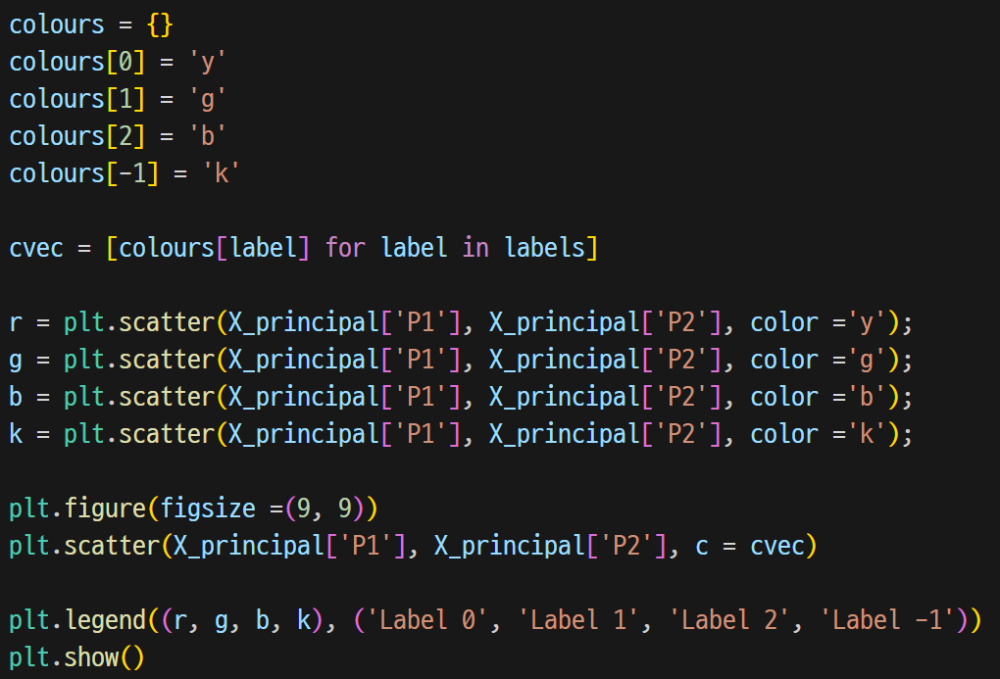 colours = {}
colours[0] = 'y'
colours[1] = 'g'
colours[2] = 'b'
colours[-1] = 'k'
cvec = [colours[label] for label in labels]
r = plt.scatter(X_principal['P1'], X_principal['P2'], color ='y');
g = plt.scatter(X_principal['P1'], X_principal['P2'], color ='g');
b = plt.scatter(X_principal['P1'], X_principal['P2'], color ='b');
k = plt.scatter(X_principal['P1'], X_principal['P2'], color ='k');
plt.figure(figsize =(9, 9))
plt.scatter(X_principal['P1'], X_principal['P2'], c = cvec)
plt.legend((r, g, b, k), ('Label 0', 'Label 1', 'Label 2', 'Label -1'))
plt.show()